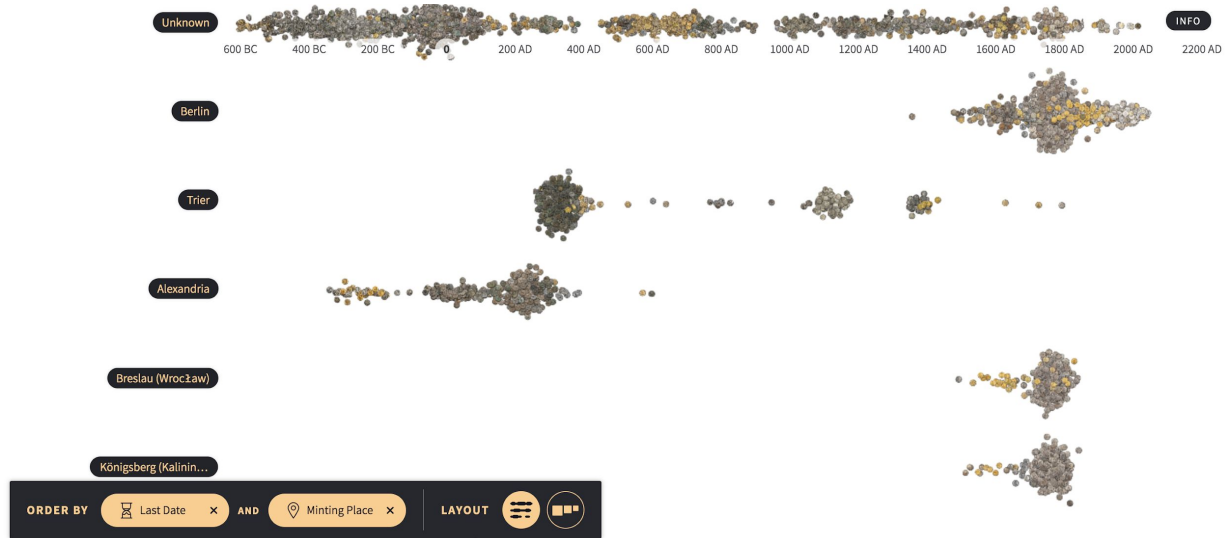 Unknown
INFO
600 BC 400 BC 200 BC 0 200 AD 400 AD 600 AD 800 AD 1000 AD 1200 AD 1400 AD 1600 AD 1800 AD 2000 AD 2200 AD
Berlin
Trier
Alexandria
Breslau (Wrocław)
Königsberg (Kalinin...
ORDER BY Last Date × AND Minting Place × LAYOUT